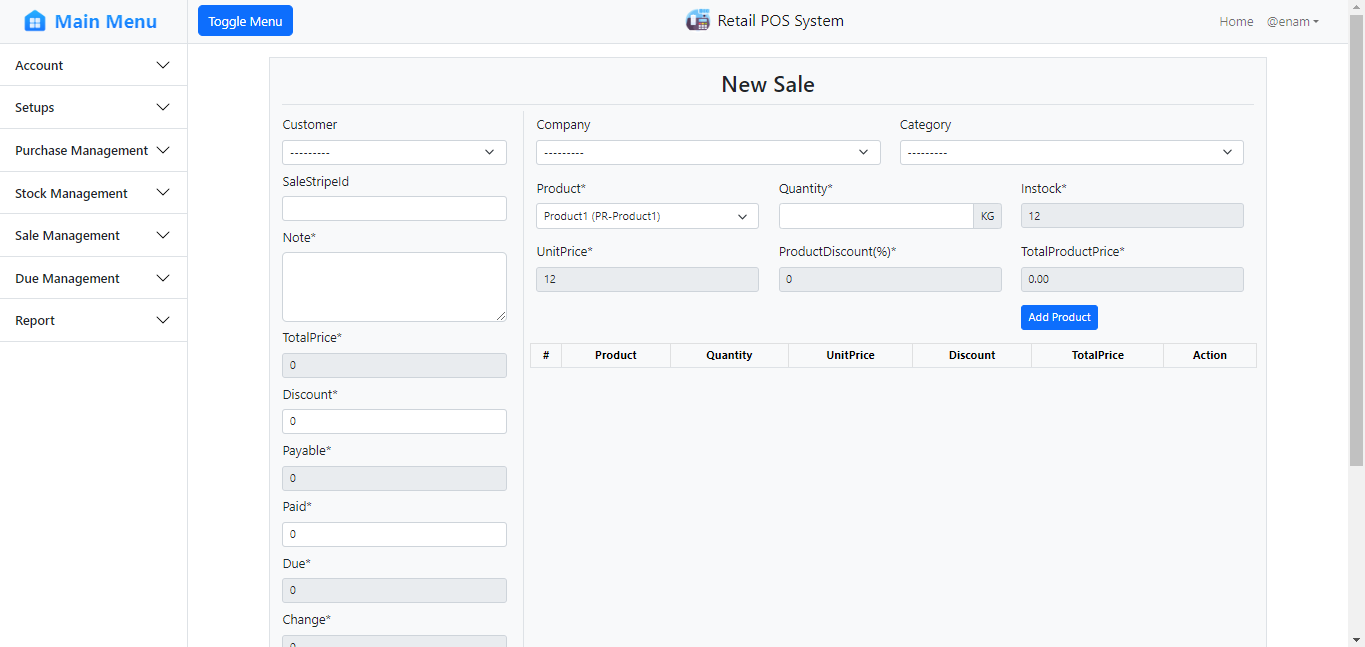 Main Menu
Toggle Menu
Retail POS System
Home
@enam
Account
Setups
Purchase Management
Stock Management
Sale Management
Due Management
Report
New Sale
Customer
---------
SaleStripeId
Note*
TotalPrice*
0
Discount*
0
Payable*
0
Paid*
0
Due*
0
Change*
0
Company
---------
Category
---------
Product*
Product1 (PR-Product1)
Quantity*
KG
Instock*
12
UnitPrice*
12
ProductDiscount(%)*
0
TotalProductPrice*
0.00
Add Product
# Product Quantity UnitPrice Discount TotalPrice Action